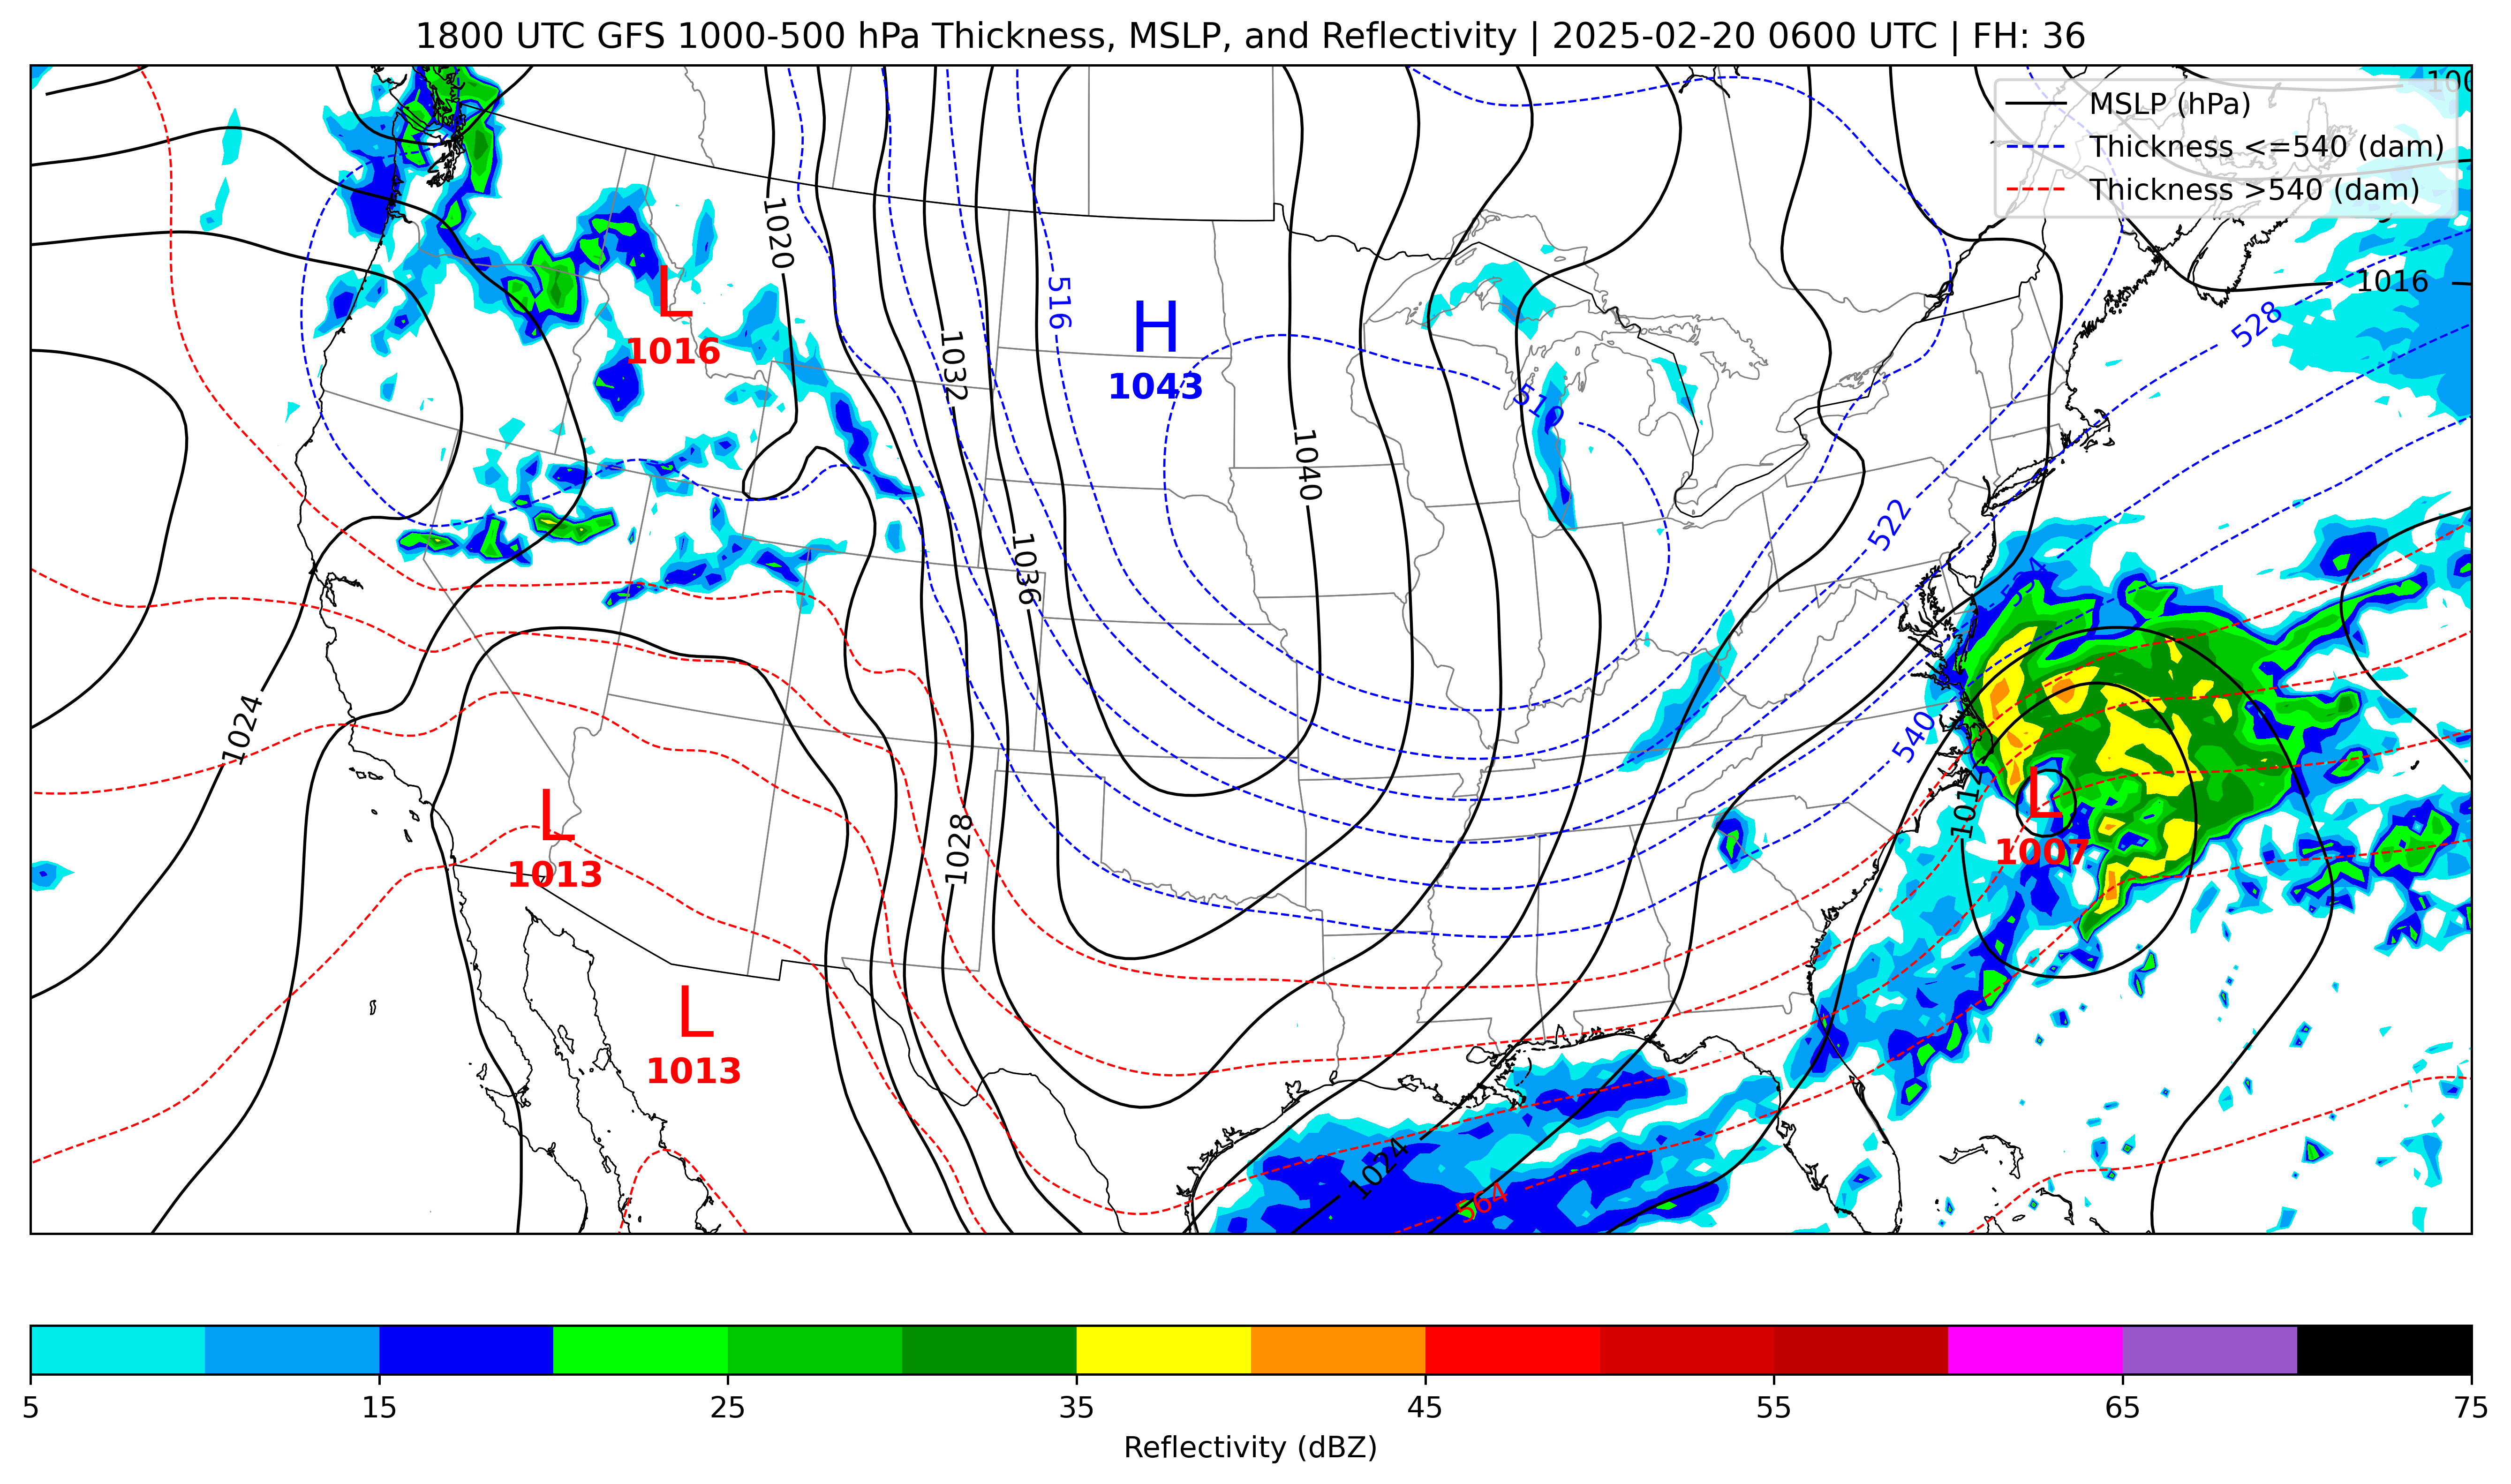 1800 UTC GFS 1000-500 hPa Thickness, MSLP, and Reflectivity | 2025-02-20 0600 UTC | FH: 36
MSLP (hPa)
Thickness <=540 (dam)
Thickness >540 (dam)
1020
516
1016
528
L
1016
H
1043
1032
510
1040
522
1036
534
1024
540
L
1013
L
1007
1012
1028
L
1013
1024
564
5 15 25 35 45 55 65 75
Reflectivity (dBZ)